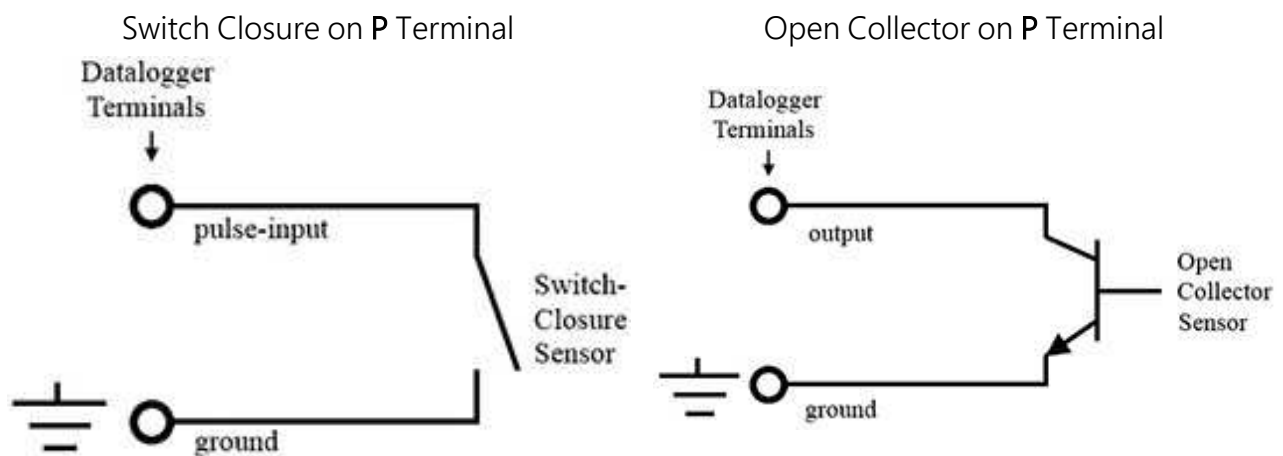 Switch Closure on P Terminal
Datalogger
Terminals
pulse-input
Switch-
Closure
Sensor
ground
Open Collector on P Terminal
Datalogger
Terminals
output
Open
Collector
Sensor
ground